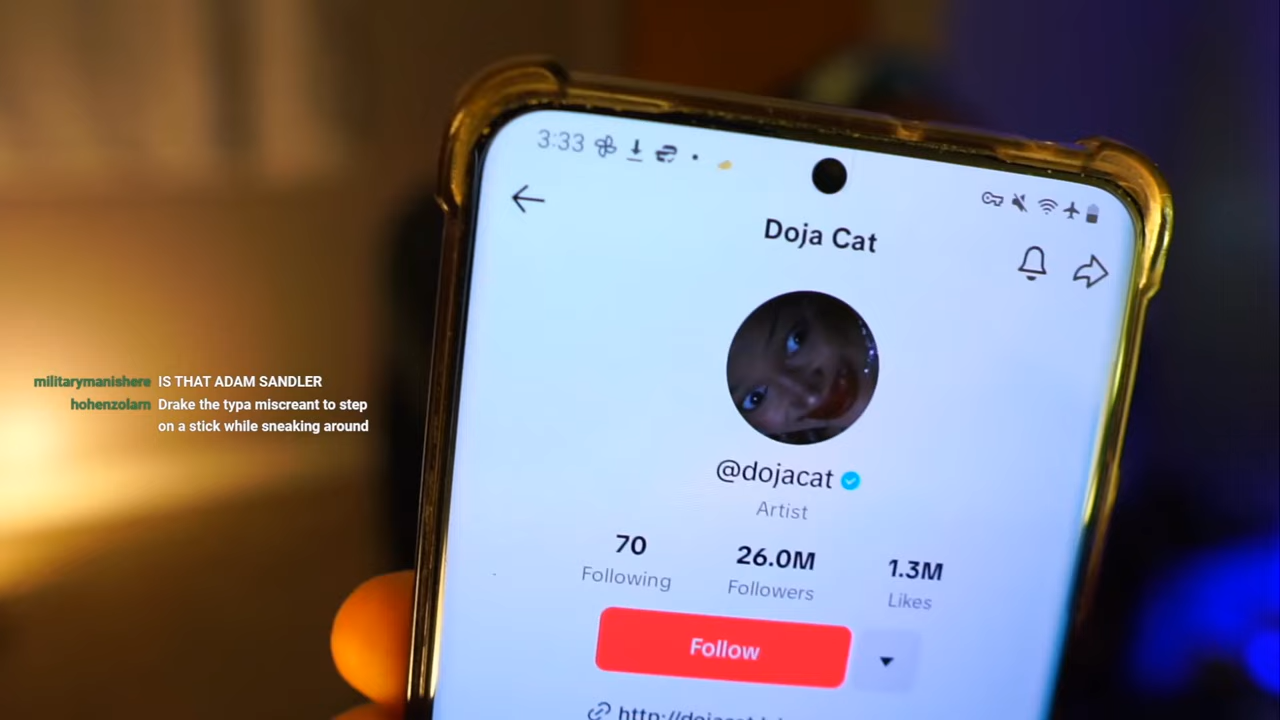 3:33
Doja Cat
militarymanishere IS THAT ADAM SANDLER
hohenzolarn Drake the typa miscreant to step
on a stick while sneaking around
@dojacat
Artist
70 26.0M 1.3M
Following Followers Likes
Follow